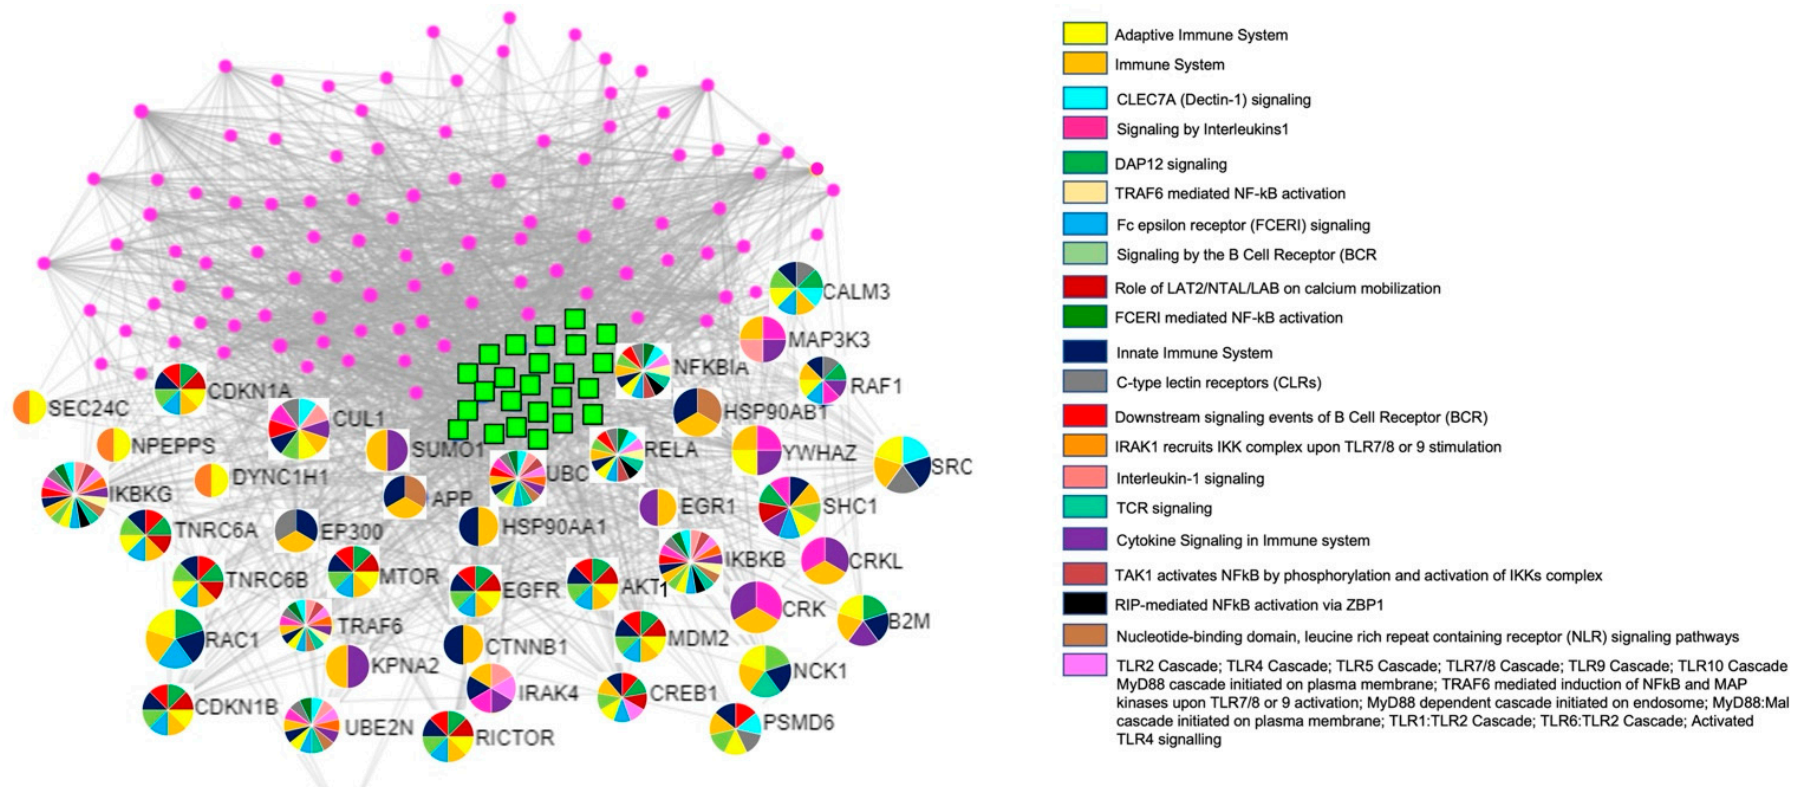 CALM3
MAP3K3
NFKBIA
RAF1
CDKN1A
SEC24C
HSP90AB1
CUL1
NPEPPS
SUMO1
RELA
YWHAZ
SRC
UBC
DYNC1H1
IKBKG
APP
EGR1
SHC1
TNRC6A
EP300
HSP90AA1
IKBKB
CRKL
TNRC6B
MTOR
EGFR
AKT1
CRK
B2M
RAC1
TRAF6
CTNNB1
MDM2
KPNA2
NCK1
IRAK4
CREB1
CDKN1B
UBE2N
RICTOR
PSMD6
Adaptive Immune System
Immune System
CLEC7A (Dectin-1) signaling
Signaling by Interleukins1
DAP12 signaling
TRAF6 mediated NF-kB activation
Fc epsilon receptor (FCERI) signaling
Signaling by the B Cell Receptor (BCR
Role of LAT2/NTAL/LAB on calcium mobilization
FCERI mediated NF-kB activation
Innate Immune System
C-type lectin receptors (CLRs)
Downstream signaling events of B Cell Receptor (BCR)
IRAK1 recruits IKK complex upon TLR7/8 or 9 stimulation
Interleukin-1 signaling
TCR signaling
Cytokine Signaling in Immune system
TAK1 activates NFkB by phosphorylation and activation of IKKs complex
RIP-mediated NFkB activation via ZBP1
Nucleotide-binding domain, leucine rich repeat containing receptor (NLR) signaling pathways
TLR2 Cascade; TLR4 Cascade; TLR5 Cascade; TLR7/8 Cascade; TLR9 Cascade; TLR10 Cascade
MyD88 cascade initiated on plasma membrane; TRAF6 mediated induction of NFkB and MAP
kinases upon TLR7/8 or 9 activation; MyD88 dependent cascade initiated on endosome; MyD88:Mal
cascade initiated on plasma membrane; TLR1:TLR2 Cascade; TLR6:TLR2 Cascade; Activated
TLR4 signalling